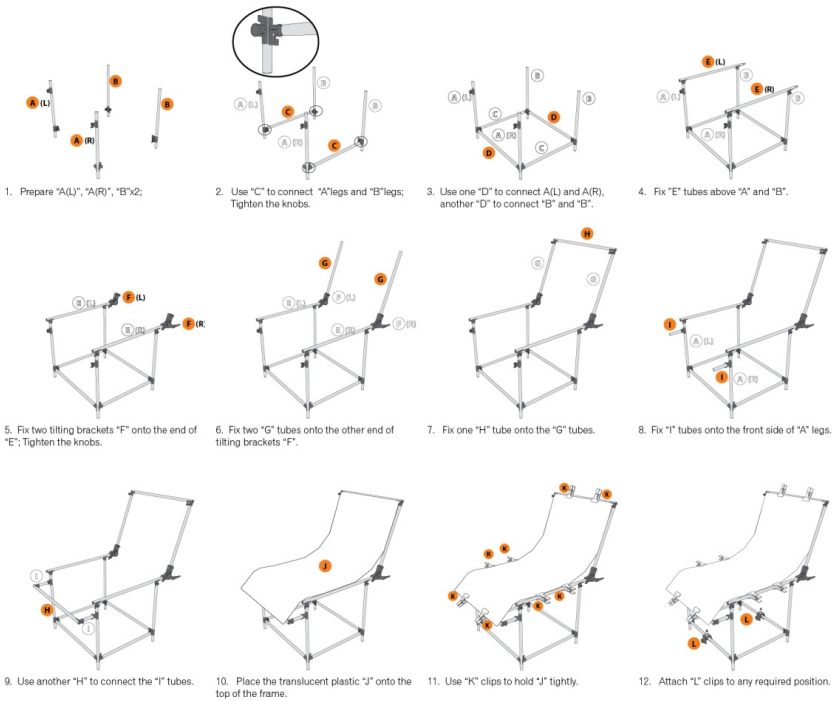 A (L)
B
B
A (R)
1. Prepare "A(L)", "A(R)", "B"x2;
B
A (L)
C
B
A (R)
C
2. Use "C" to connect "A"legs and "B"legs;
Tighten the knobs.
B
A (L)
B
C
D
A (R)
D
C
3. Use one "D" to connect A(L) and A(R),
another "D" to connect "B" and "B".
E (L)
B
E (R)
A (L)
B
A (R)
4. Fix "E" tubes above "A" and "B".
E (L)
F (L)
E (R)
F (R
5. Fix two tilting brackets "F" onto the end of
"E"; Tighten the knobs.
G
G
E (L)
F (L)
E (R)
F (R)
6. Fix two "G" tubes onto the other end of
tilting brackets "F".
H
G
G
7. Fix one "H" tube onto the "G" tubes.
I
A (L)
I
A (R)
8. Fix "I" tubes onto the front side of "A" legs.
I
H
I
9. Use another "H" to connect the "I" tubes.
J
10. Place the translucent plastic "J" onto the
top of the frame.
K
K
K
K
K
K
K
K
11. Use "K" clips to hold "J" tightly.
L
L
12. Attach "L" clips to any required position.